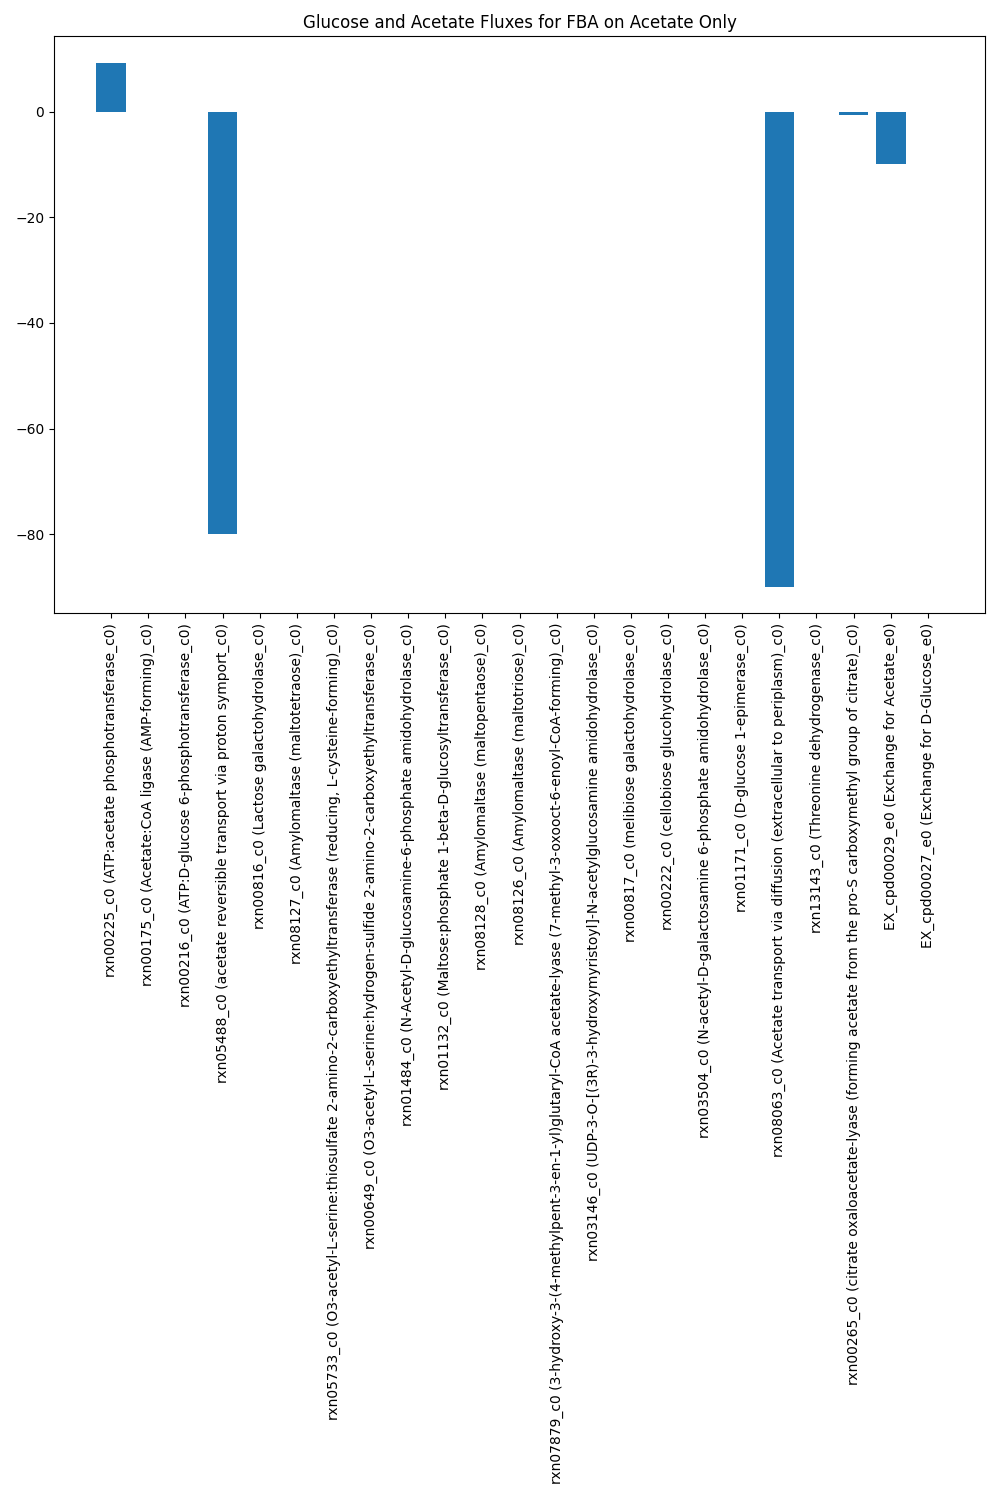 Glucose and Acetate Fluxes for FBA on Acetate Only
0
−20
−40
−60
−80
rxn00225_c0 (ATP:acetate phosphotransferase_c0)
rxn00175_c0 (Acetate:CoA ligase (AMP-forming)_c0)
rxn00216_c0 (ATP:D-glucose 6-phosphotransferase_c0)
rxn05488_c0 (acetate reversible transport via proton symport_c0)
rxn00816_c0 (Lactose galactohydrolase_c0)
rxn08127_c0 (Amylomaltase (maltotetraose)_c0)
rxn05733_c0 (O3-acetyl-L-serine:thiosulfate 2-amino-2-carboxyethyltransferase (reducing, L-cysteine-forming)_c0)
rxn00649_c0 (O3-acetyl-L-serine:hydrogen-sulfide 2-amino-2-carboxyethyltransferase_c0)
rxn01484_c0 (N-Acetyl-D-glucosamine-6-phosphate amidohydrolase_c0)
rxn01132_c0 (Maltose:phosphate 1-beta-D-glucosyltransferase_c0)
rxn08128_c0 (Amylomaltase (maltopentaose)_c0)
rxn08126_c0 (Amylomaltase (maltotriose)_c0)
rxn07879_c0 (3-hydroxy-3-(4-methylpent-3-en-1-yl)glutaryl-CoA acetate-lyase (7-methyl-3-oxooct-6-enoyl-CoA-forming)_c0)
rxn03146_c0 (UDP-3-O-[(3R)-3-hydroxymyristoyl]-N-acetylglucosamine amidohydrolase_c0)
rxn00817_c0 (melibiose galactohydrolase_c0)
rxn00222_c0 (cellobiose glucohydrolase_c0)
rxn03504_c0 (N-acetyl-D-galactosamine 6-phosphate amidohydrolase_c0)
rxn01171_c0 (D-glucose 1-epimerase_c0)
rxn08063_c0 (Acetate transport via diffusion (extracellular to periplasm)_c0)
rxn13143_c0 (Threonine dehydrogenase_c0)
rxn00265_c0 (citrate oxaloacetate-lyase (forming acetate from the pro-S carboxymethyl group of citrate)_c0)
EX_cpd00029_e0 (Exchange for Acetate_e0)
EX_cpd00027_e0 (Exchange for D-Glucose_e0)